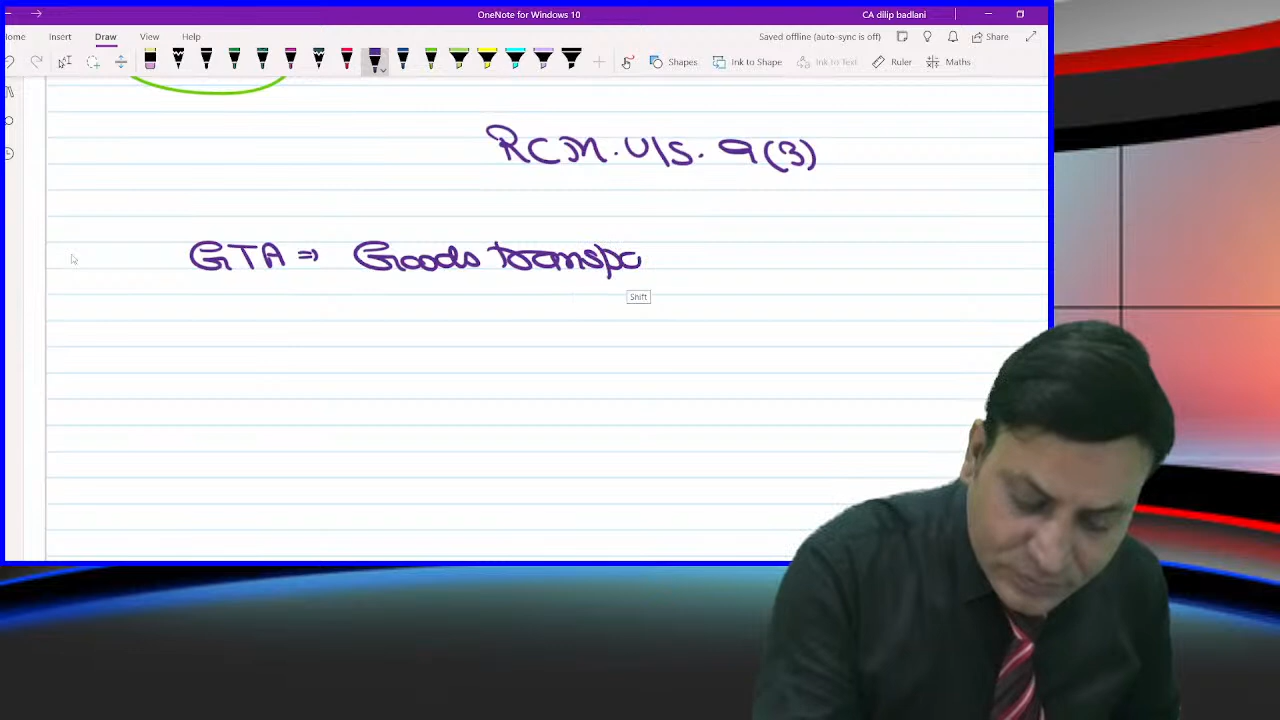 OneNote for Windows 10
CA dilip badlani
Insert
Draw
View
Help
Saved offline (auto-sync is off)
Share
Shapes
Ink to Shape
Ink to Text
Ruler
Maths
RCM. U/S. 9(3)
GTA ⇒ Goods transpo
Shift